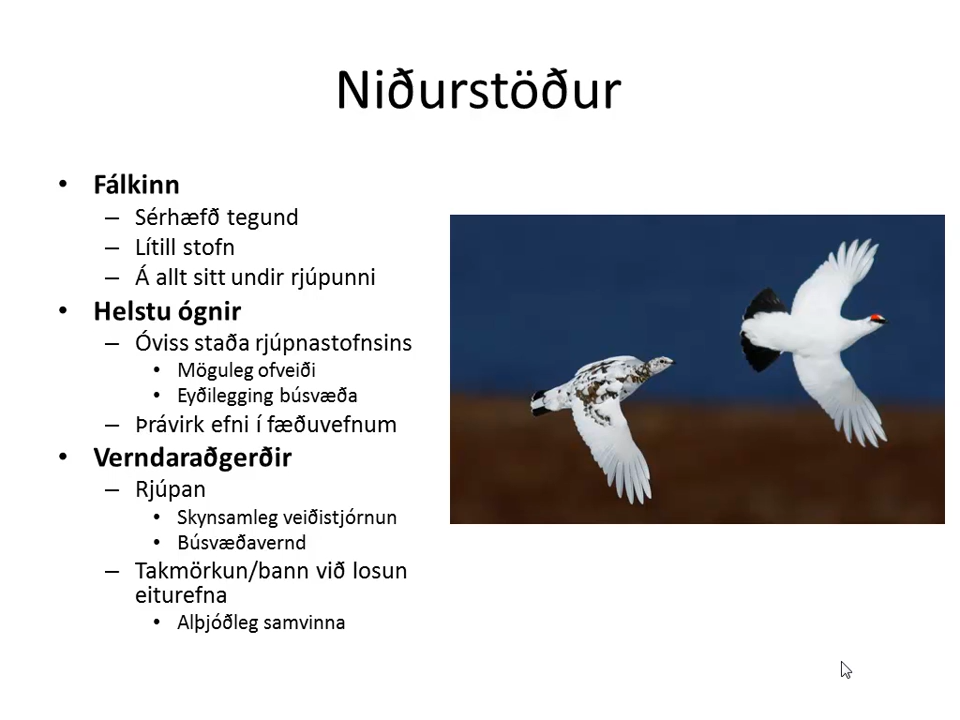 Niðurstöður
• Fálkinn
– Sérhæfð tegund
– Lítill stofn
– Á allt sitt undir rjúpunni
• Helstu ógnir
– Óviss staða rjúpnastofnsins
• Möguleg ofveiði
• Eyðilegging búsvæða
– Þrávirk efni í fæðuvefnum
• Verndaraðgerðir
– Rjúpan
• Skynsamleg veiðistjórnun
• Búsvæðavernd
– Takmörkun/bann við losun
eiturefna
• Alþjóðleg samvinna